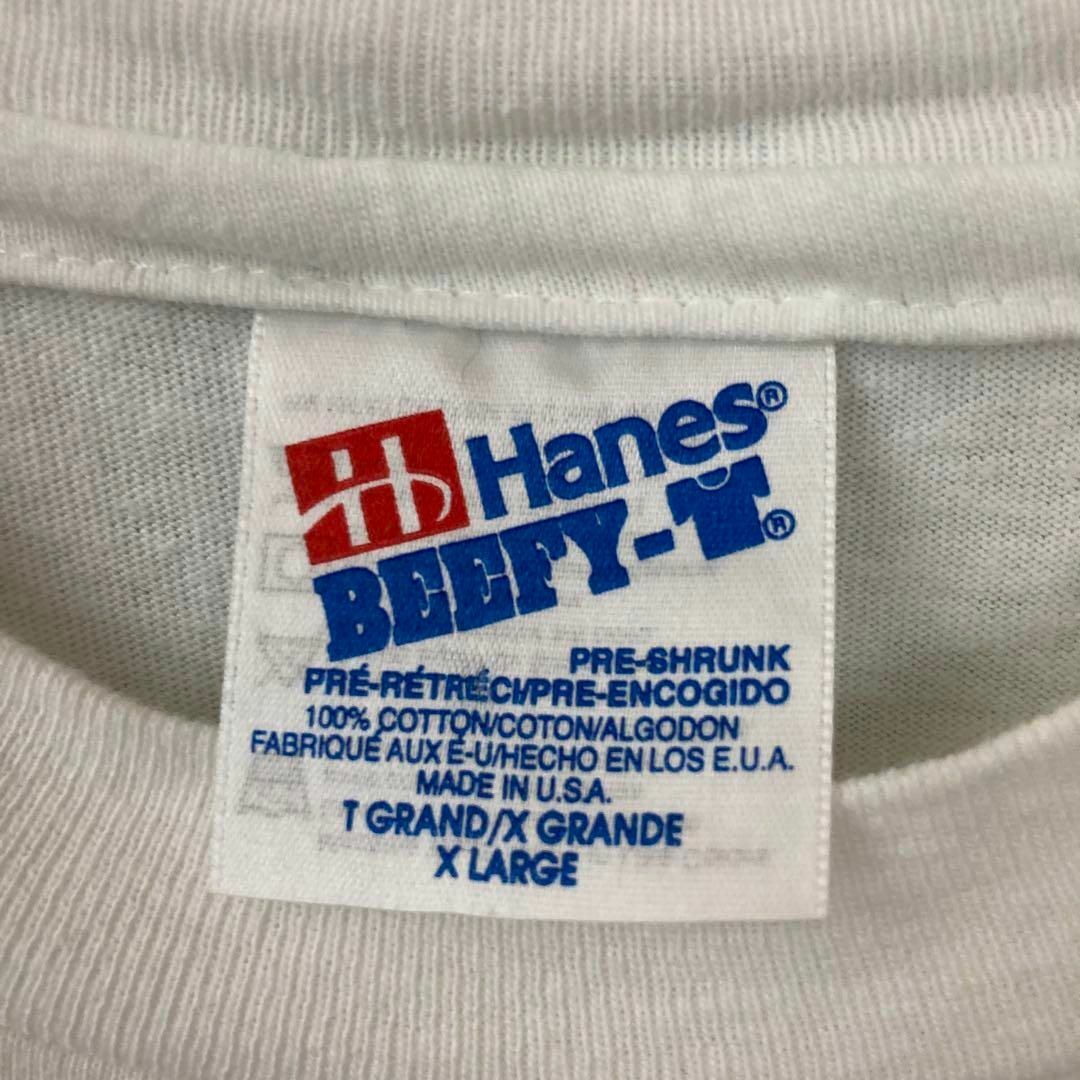 Hanes®
BEEFY-T®
PRE-SHRUNK
PRÉ-RÉTRÉCI/PRE-ENCOGIDO
100% COTTON/COTON/ALGODON
FABRIQUÉ AUX É-U/HECHO EN LOS E.U.A.
MADE IN U.S.A.
T GRAND/X GRANDE
X LARGE